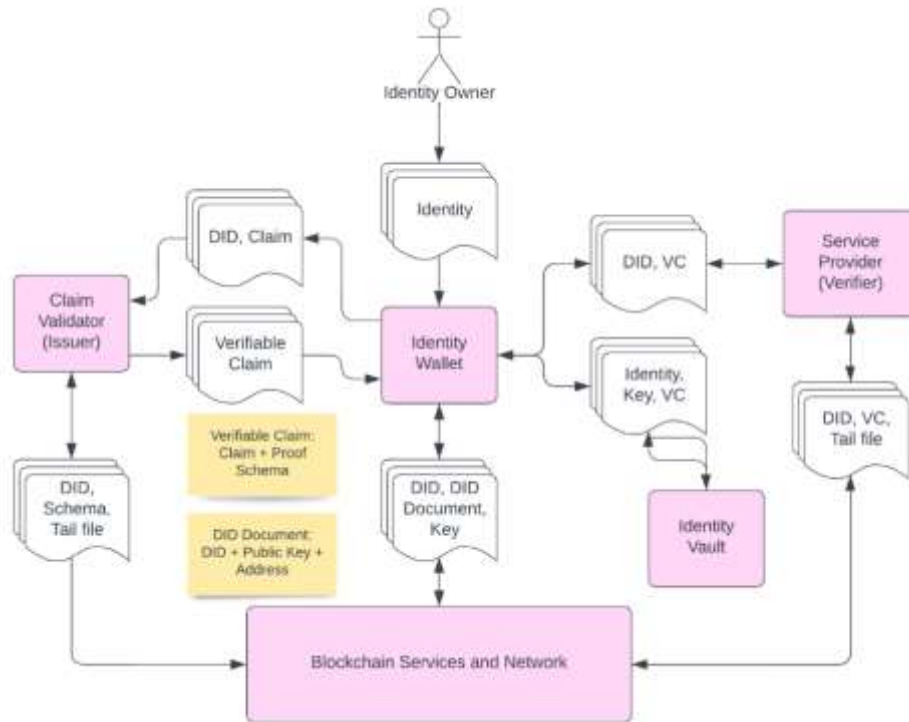 Identity Owner
Identity
DID, Claim
DID, VC
Service
Provider
(Verifier)
Claim
Validator
(Issuer)
Verifiable
Claim
Identity
Wallet
Identity,
Key, VC
DID, VC,
Tail file
Verifiable Claim:
Claim + Proof
Schema
DID,
Schema,
Tail file
DID, DID
Document,
Key
DID Document:
DID + Public Key +
Address
Identity
Vault
Blockchain Services and Network